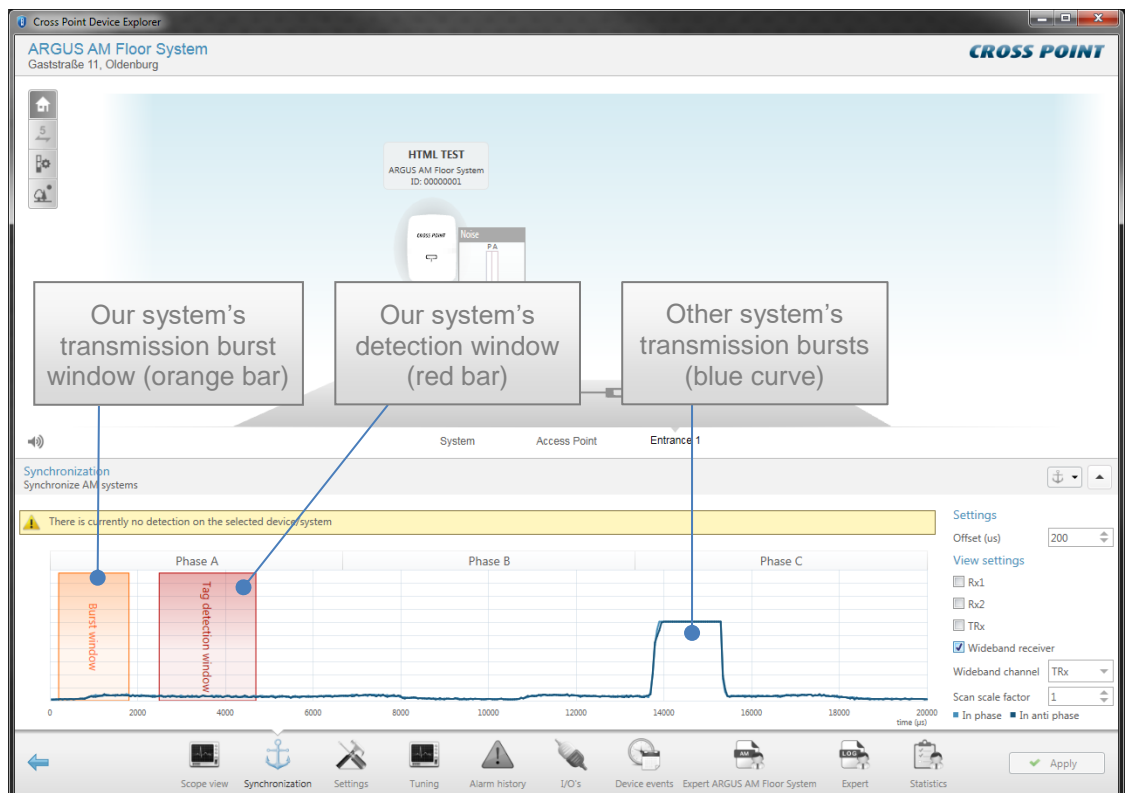 Cross Point Device Explorer
ARGUS AM Floor System
Gaststraße 11, Oldenburg
CROSS POINT
5
HTML TEST
ARGUS AM Floor System
ID: 00000001
CROSS POINT
Noise
P A
Our system's
transmission burst
window (orange bar)
Our system's
detection window
(red bar)
Other system's
transmission bursts
(blue curve)
System
Access Point
Entrance 1
Synchronization
Synchronize AM systems
There is currently no detection on the selected device/system
Phase A
Phase B
Phase C
Burst window
Tag detection window
0
2000
4000
6000
8000
10000
12000
14000
16000
18000
20000
time (µs)
Settings
Offset (us)
200
View settings
Rx1
Rx2
TRx
Wideband receiver
Wideband channel
TRx
Scan scale factor
1
In phase
In anti phase
Scope view
Synchronization
Settings
Tuning
Alarm history
I/O's
Device events
AM
Expert ARGUS AM Floor System
LOG
Expert
Statistics
Apply